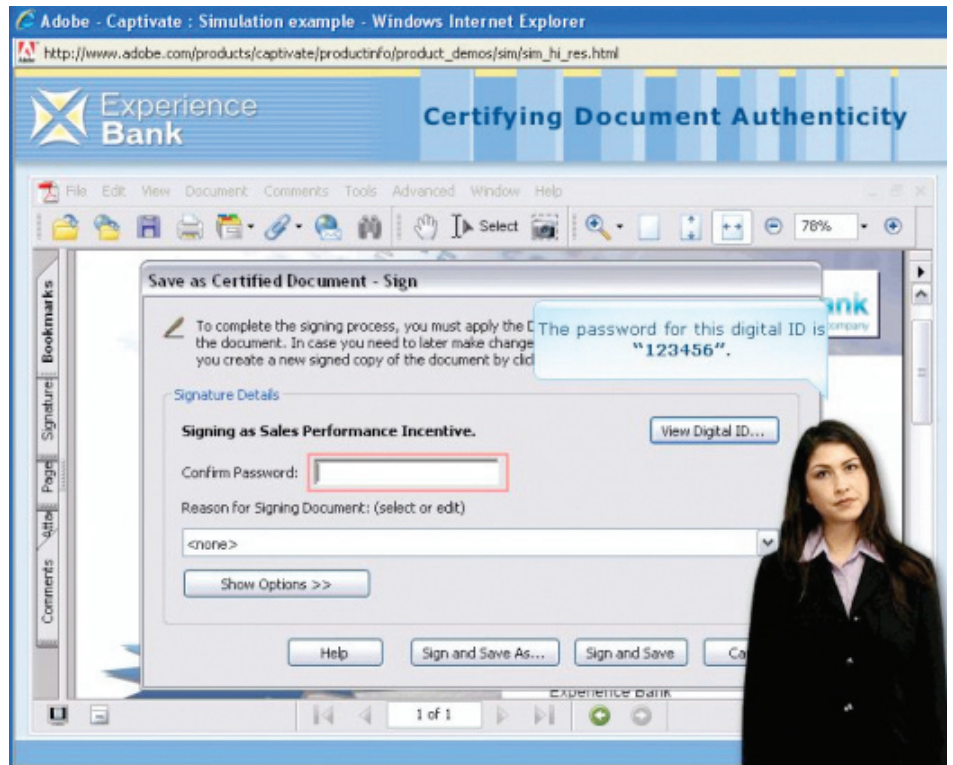 Adobe - Captivate : Simulation example - Windows Internet Explorer
http://www.adobe.com/products/captivate/productinfo/product_demos/sim/sim_hi_res.html
Experience
Bank
Certifying Document Authenticity
File Edit View Document Comments Tools Advanced Window Help
Select
78%
Save as Certified Document - Sign
To complete the signing process, you must apply the
the document. In case you need to later make change
you create a new signed copy of the document by
The password for this digital ID is
"123456".
Signature Details
Signing as Sales Performance Incentive.
View Digital ID...
Confirm Password:
Reason for Signing Document: (select or edit)
<none>
Show Options >>
Help
Sign and Save As...
Sign and Save
Ca
Bookmarks
Signature
Page
Atta
Comments
Experience Bank
1 of 1